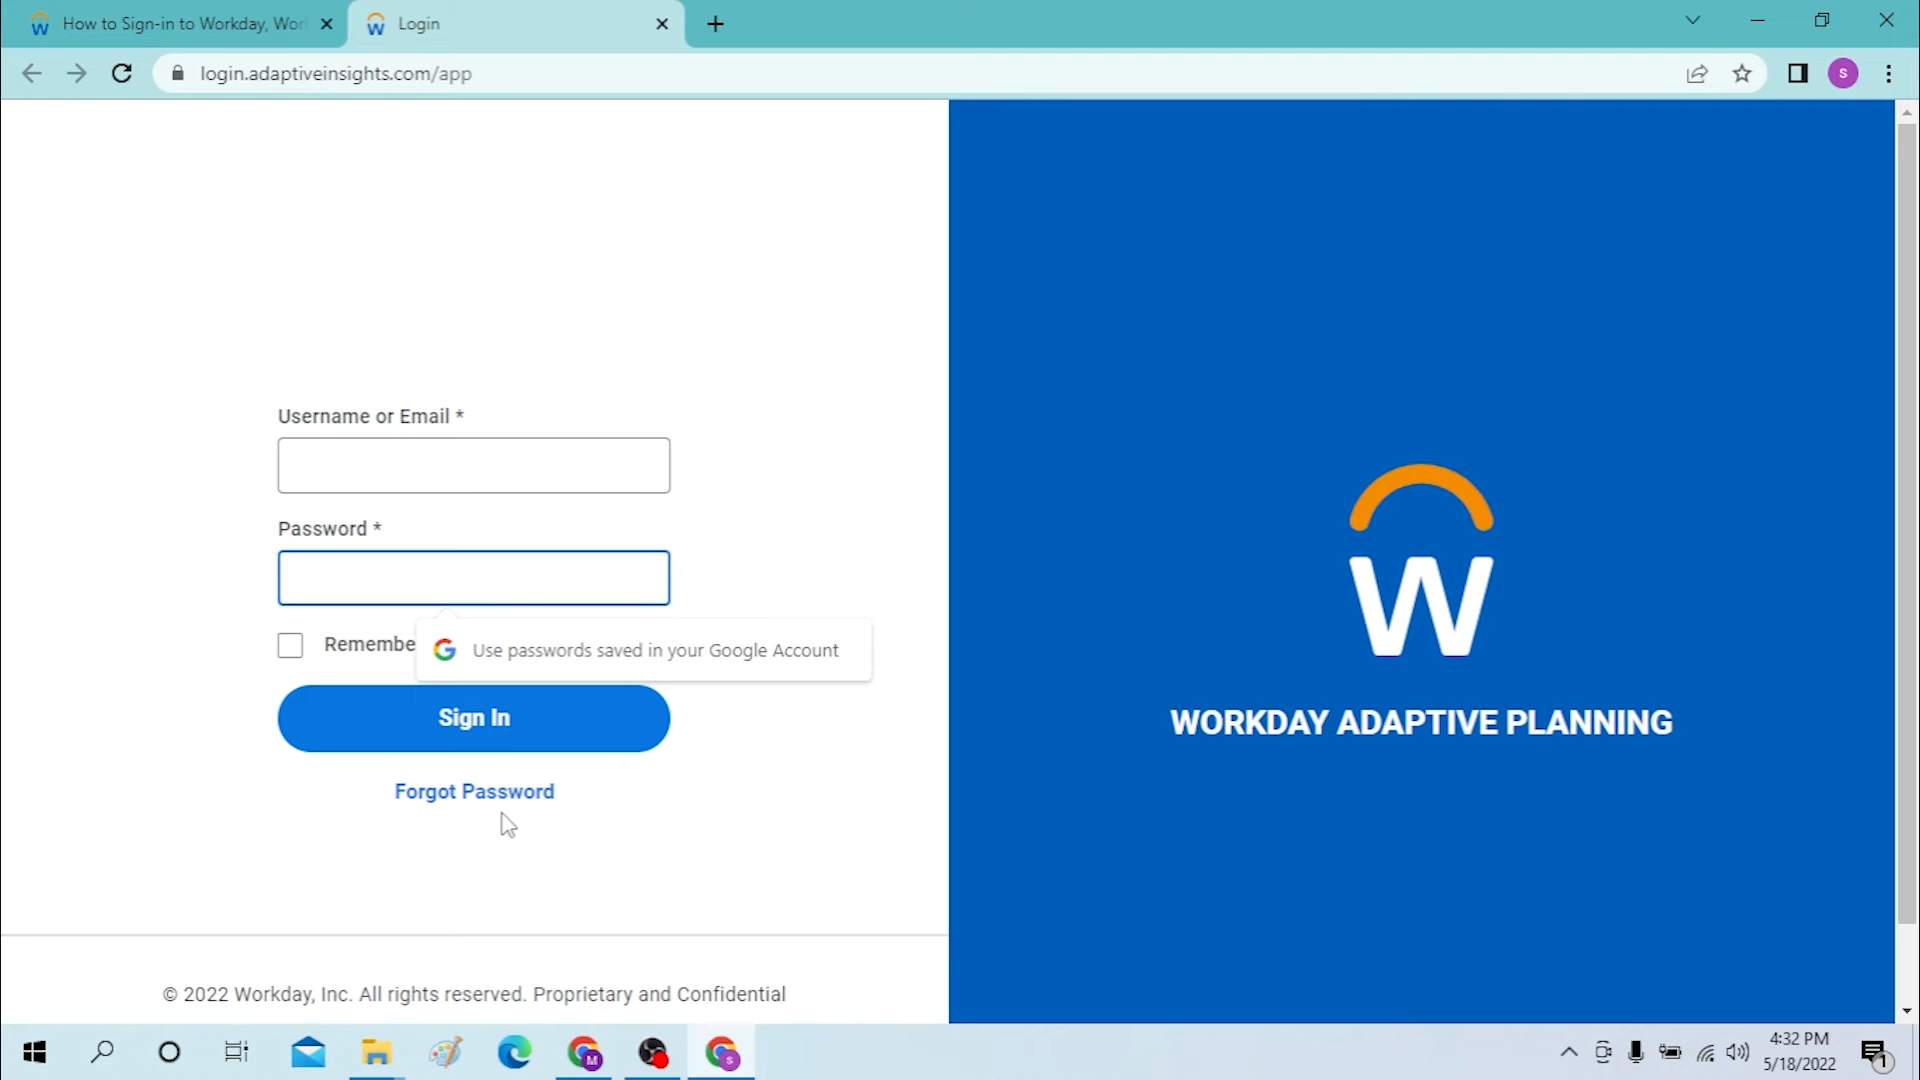 How to Sign-in to Workday, Wor
Login
login.adaptiveinsights.com/app
S
Username or Email *
Password *
Remembe
Use passwords saved in your Google Account
Sign In
Forgot Password
W
WORKDAY ADAPTIVE PLANNING
© 2022 Workday, Inc. All rights reserved. Proprietary and Confidential
M
S
4:32 PM
5/18/2022
1